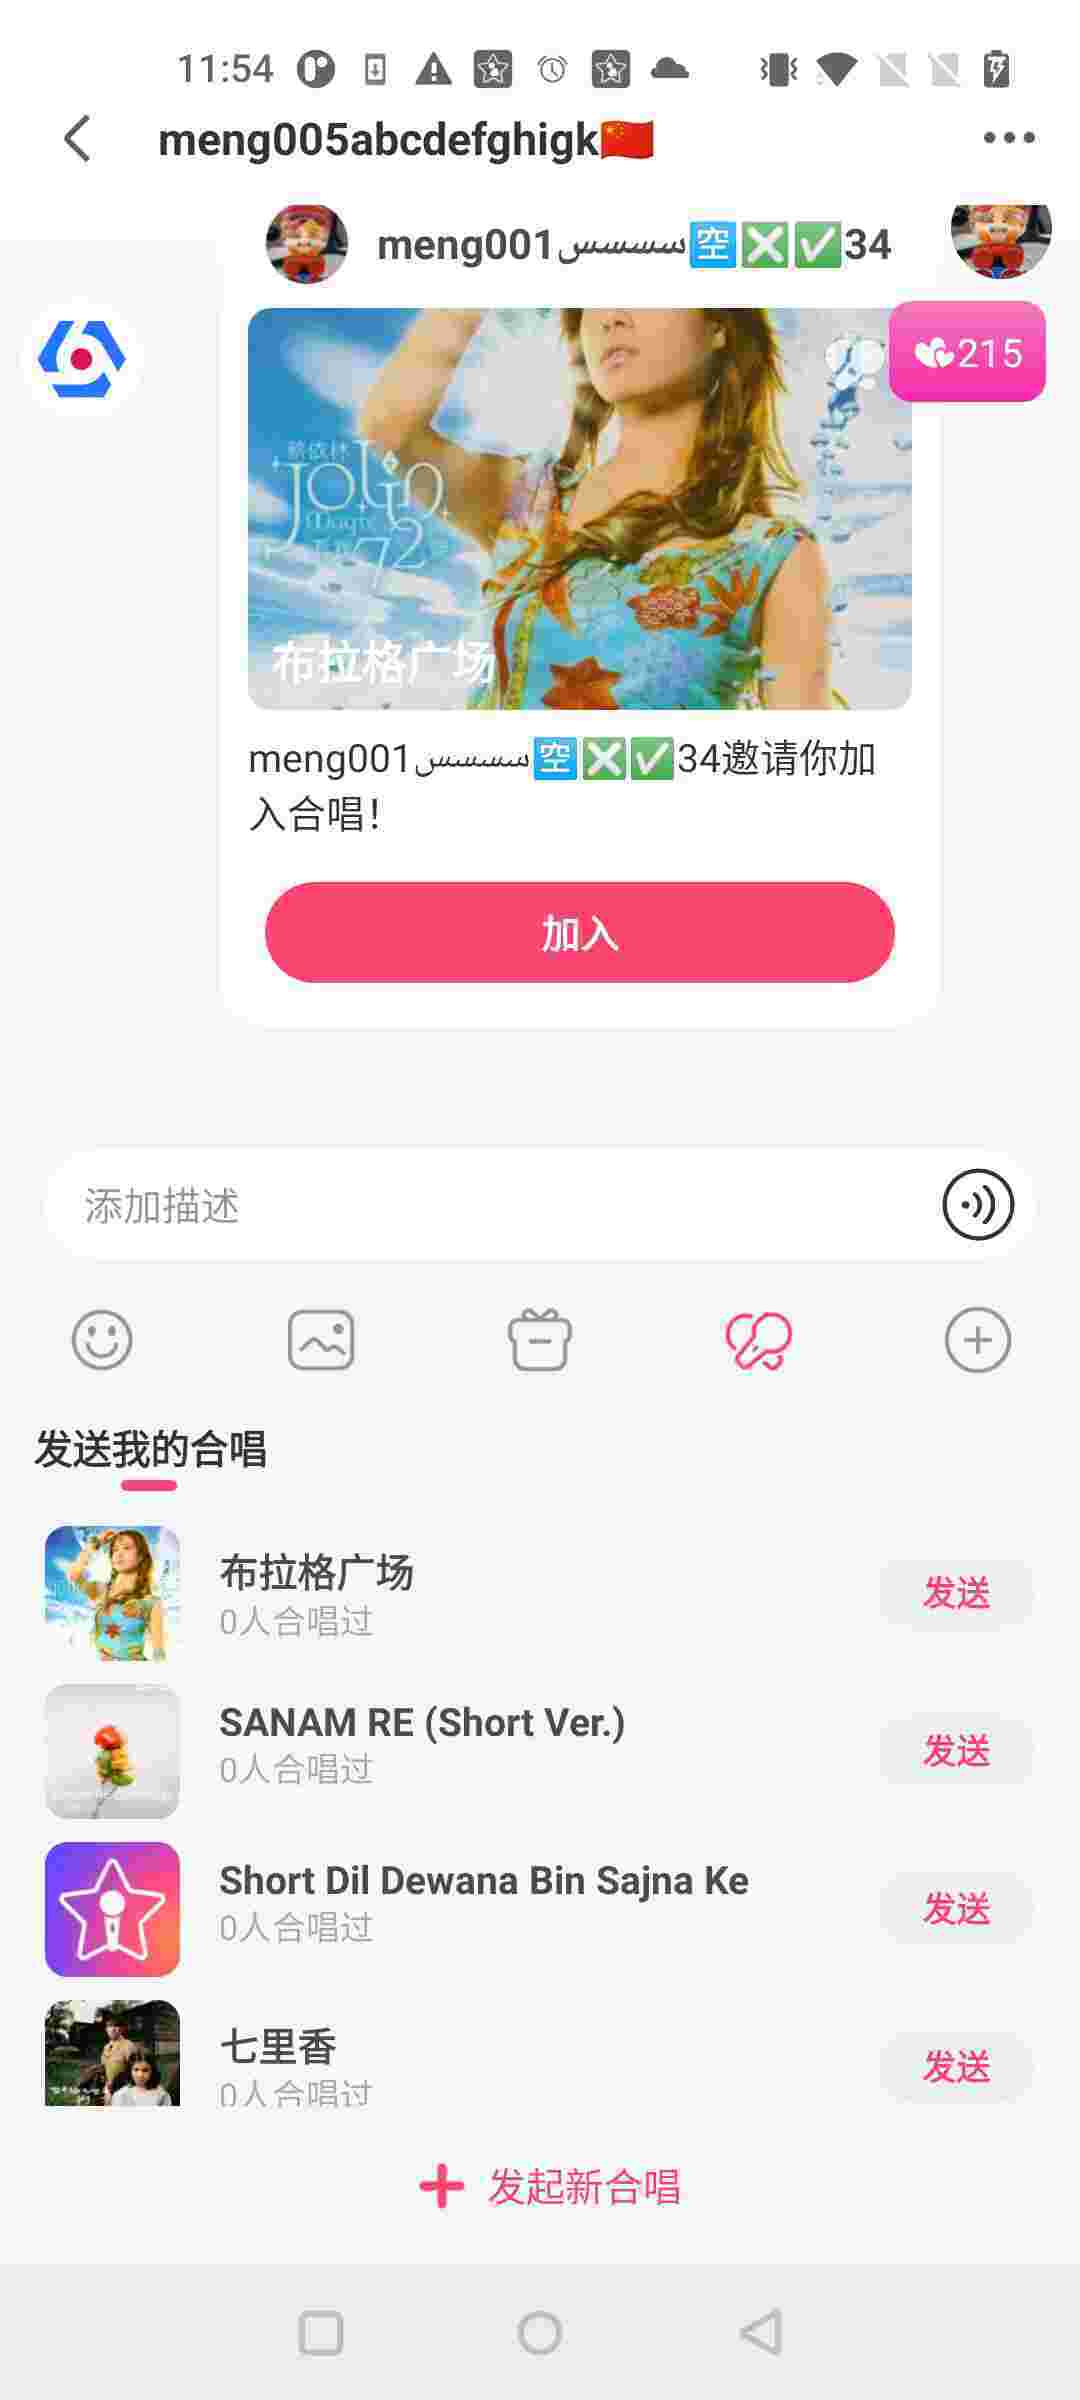 11:54
meng005abcdefghigk🇨🇳
meng001سسسس🈳❎✅34
215
蔡依林
Jolin
Magic
72
布拉格广场
meng001سسسس🈳❎✅34邀请你加
入合唱！
加入
添加描述
发送我的合唱
布拉格广场
0人合唱过
发送
SANAM RE (Short Ver.)
0人合唱过
发送
Short Dil Dewana Bin Sajna Ke
0人合唱过
发送
七里香
0人合唱过
发送
发起新合唱